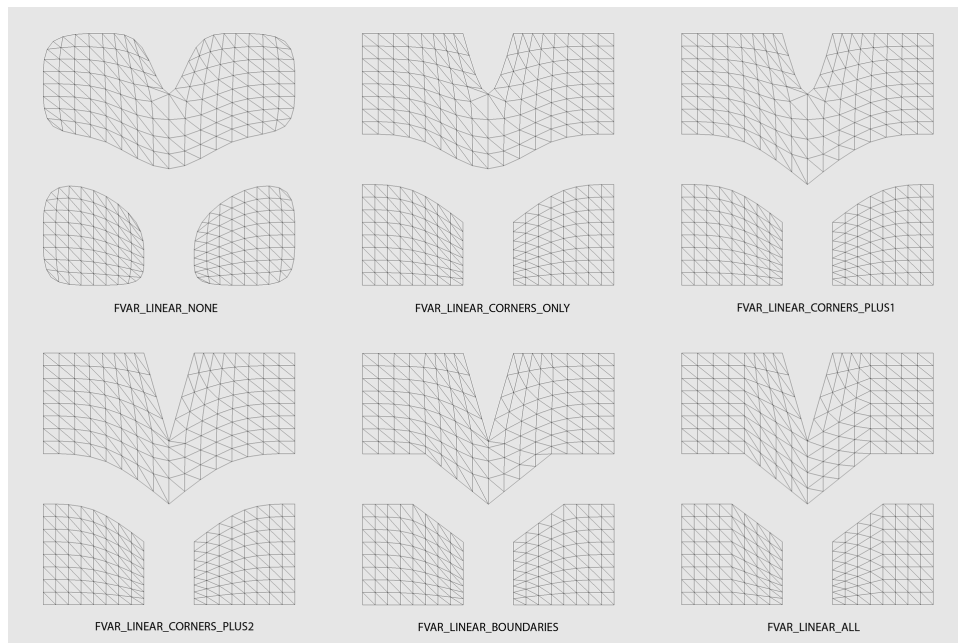 FVAR_LINEAR_NONE
FVAR_LINEAR_CORNERS_ONLY
FVAR_LINEAR_CORNERS_PLUS1
FVAR_LINEAR_CORNERS_PLUS2
FVAR_LINEAR_BOUNDARIES
FVAR_LINEAR_ALL